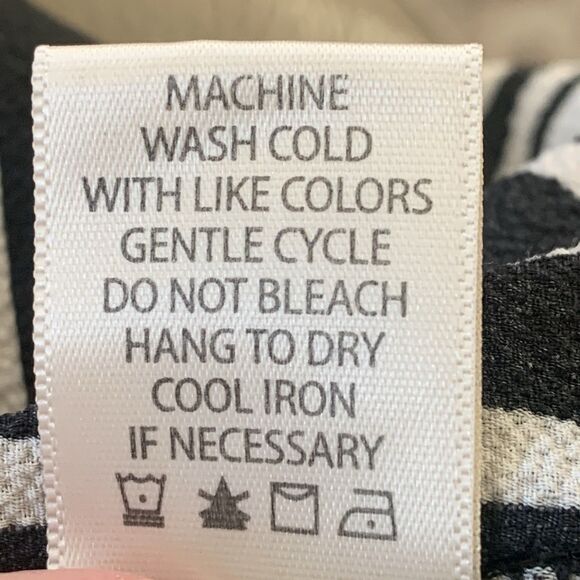 MACHINE
WASH COLD
WITH LIKE COLORS
GENTLE CYCLE
DO NOT BLEACH
HANG TO DRY
COOL IRON
IF NECESSARY